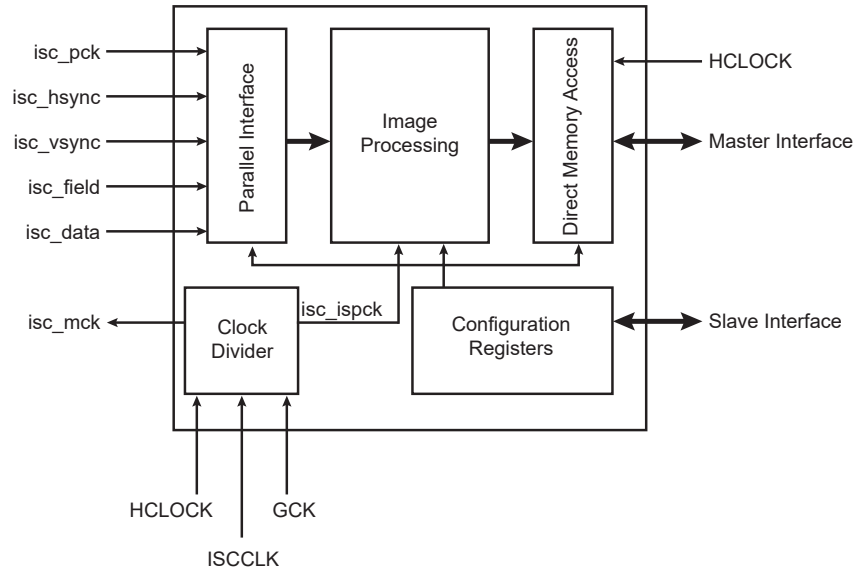 isc_pck
isc_hsync
isc_vsync
isc_field
isc_data
isc_mck
Parallel Interface
Image
Processing
Direct Memory Access
HCLOCK
Master Interface
Clock
Divider
isc_ispck
Configuration
Registers
Slave Interface
HCLOCK
GCK
ISCCLK